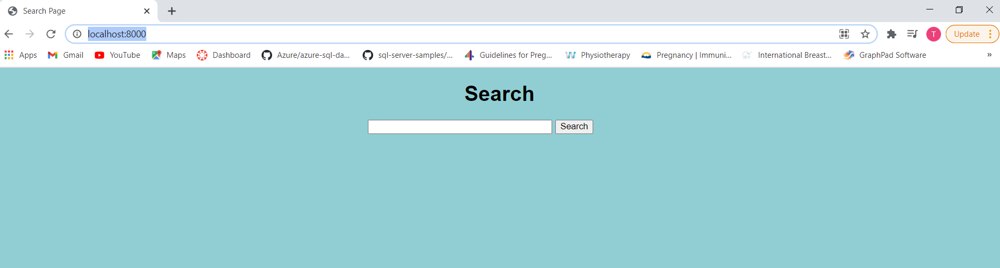 Search Page
localhost:8000
T
Update
Apps Gmail YouTube Maps Dashboard Azure/azure-sql-da... sql-server-samples/... Guidelines for Preg... Physiotherapy Pregnancy | Immuni... International Breast... GraphPad Software »
Search
Search